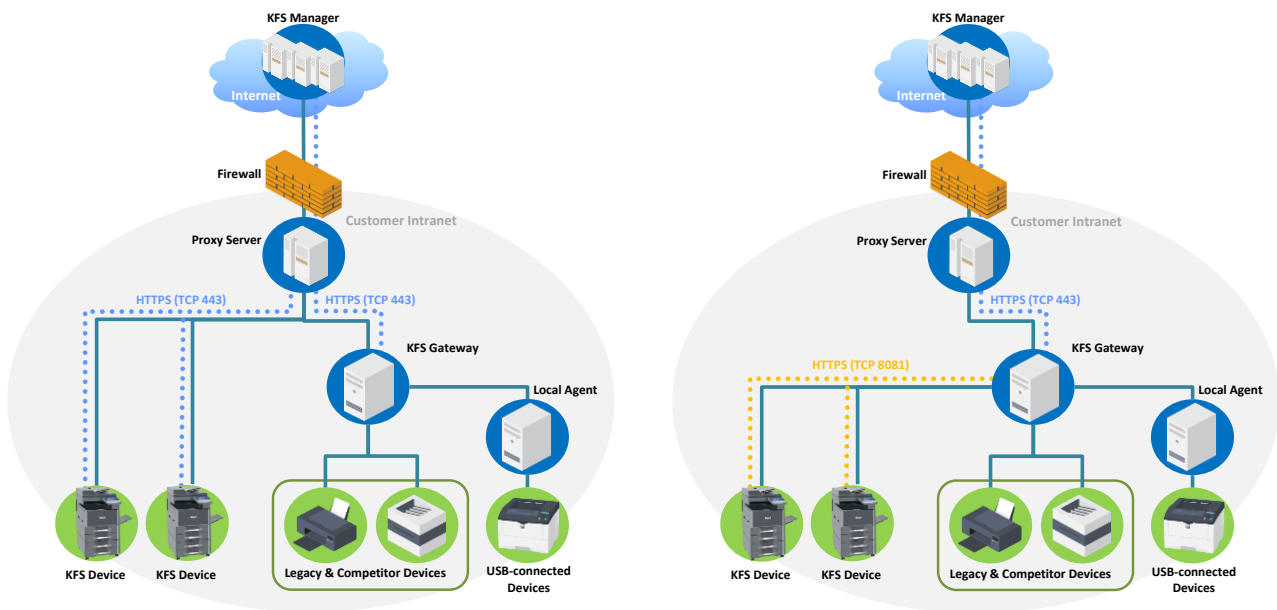 KFS Manager
Internet
Firewall
Customer Intranet
Proxy Server
HTTPS (TCP 443)
HTTPS (TCP 443)
KFS Gateway
Local Agent
KFS Device
KFS Device
Legacy & Competitor Devices
USB-connected
Devices
KFS Manager
Internet
Firewall
Customer Intranet
Proxy Server
HTTPS (TCP 443)
KFS Gateway
HTTPS (TCP 8081)
Local Agent
KFS Device
KFS Device
Legacy & Competitor Devices
USB-connected
Devices